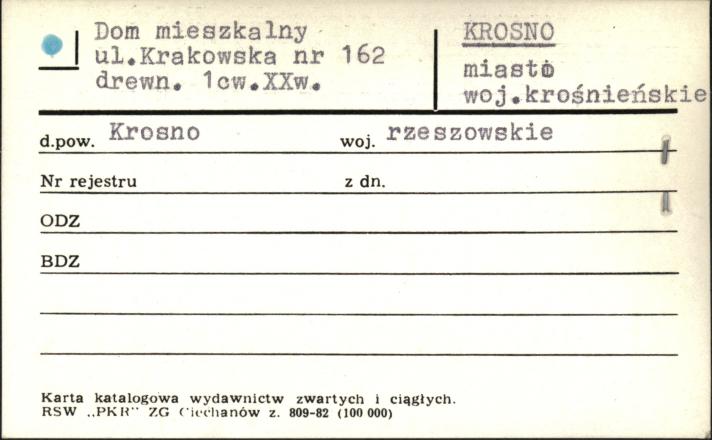 Dom mieszkalny
ul.Krakowska nr 162
drewn. 1cw.XXw.
KROSNO
miasto
woj.krośnieńskie
d.pow. Krosno woj. rzeszowskie
Nr rejestru z dn.
ODZ
BDZ
Karta katalogowa wydawnictw zwartych i ciągłych.
RSW „PKR” ZG Ciechanów z. 809-82 (100 000)